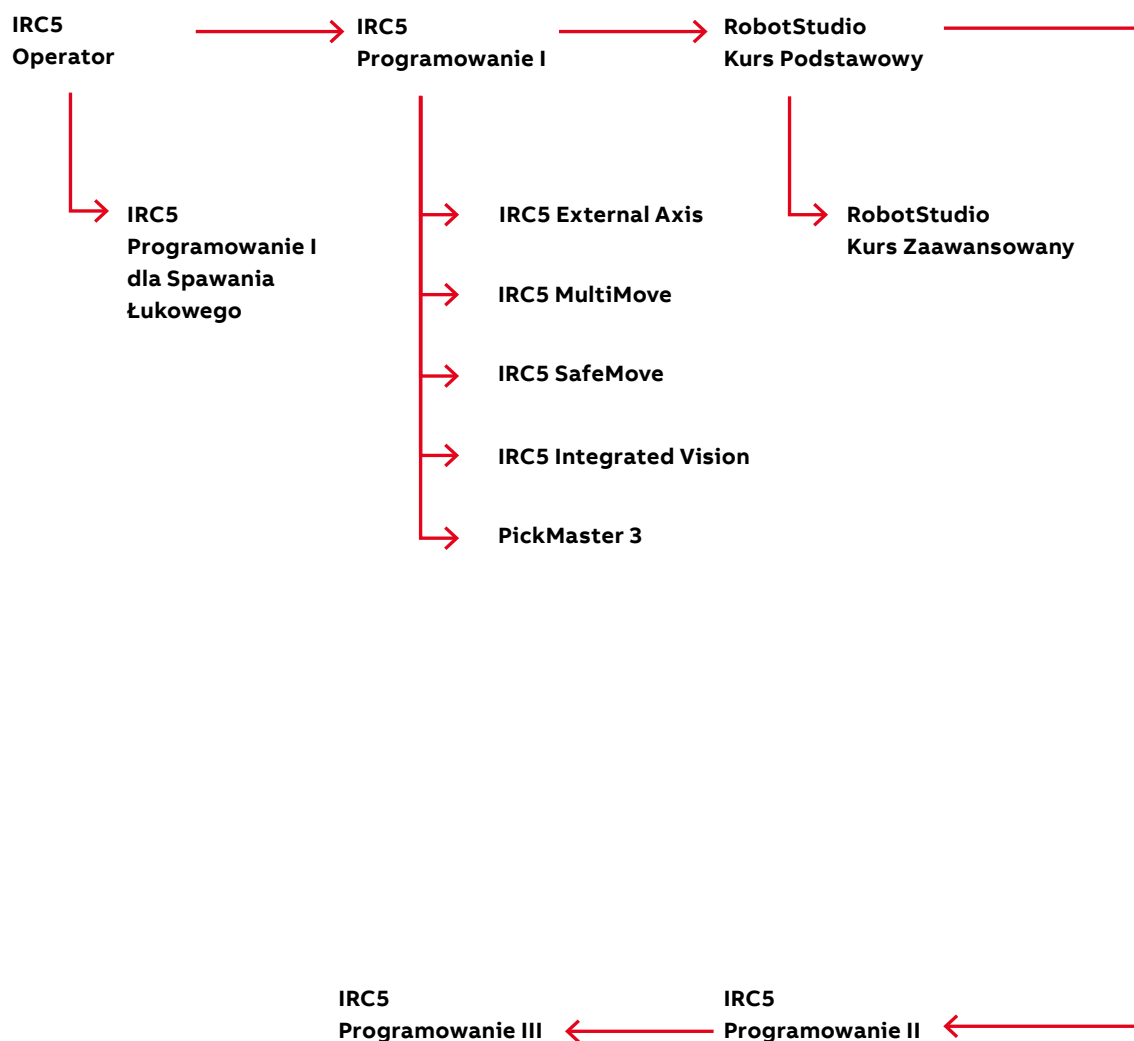 IRC5
Operator
IRC5
Programowanie I
RobotStudio
Kurs Podstawowy
IRC5
Programowanie I
dla Spawania
Łukowego
IRC5 External Axis
IRC5 MultiMove
IRC5 SafeMove
IRC5 Integrated Vision
PickMaster 3
RobotStudio
Kurs Zaawansowany
IRC5
Programowanie III
IRC5
Programowanie II